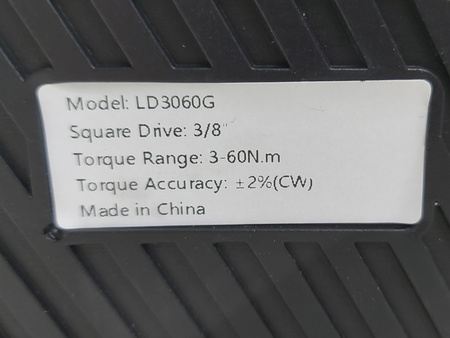 Model: LD3060G
Square Drive: 3/8"
Torque Range: 3-60N.m
Torque Accuracy: ±2%(CW)
Made in China